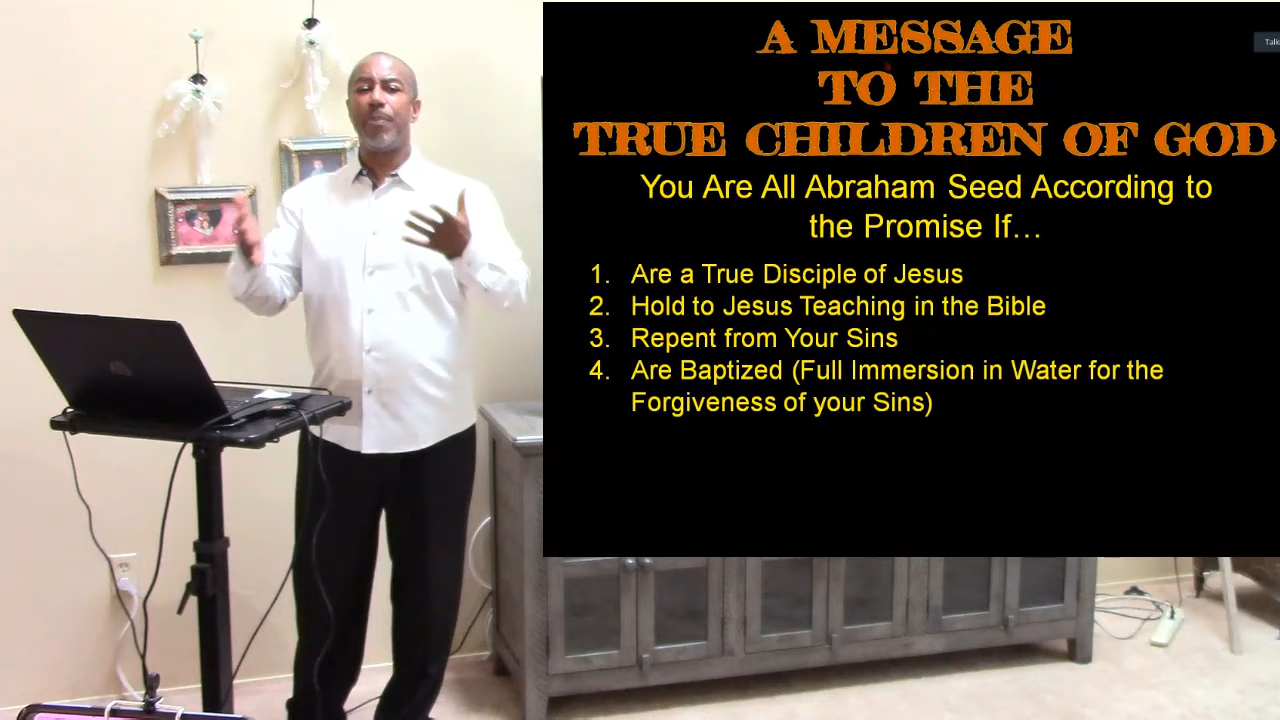 A MESSAGE
TO THE
TRUE CHILDREN OF GOD
You Are All Abraham Seed According to
the Promise If…
1. Are a True Disciple of Jesus
2. Hold to Jesus Teaching in the Bible
3. Repent from Your Sins
4. Are Baptized (Full Immersion in Water for the
Forgiveness of your Sins)